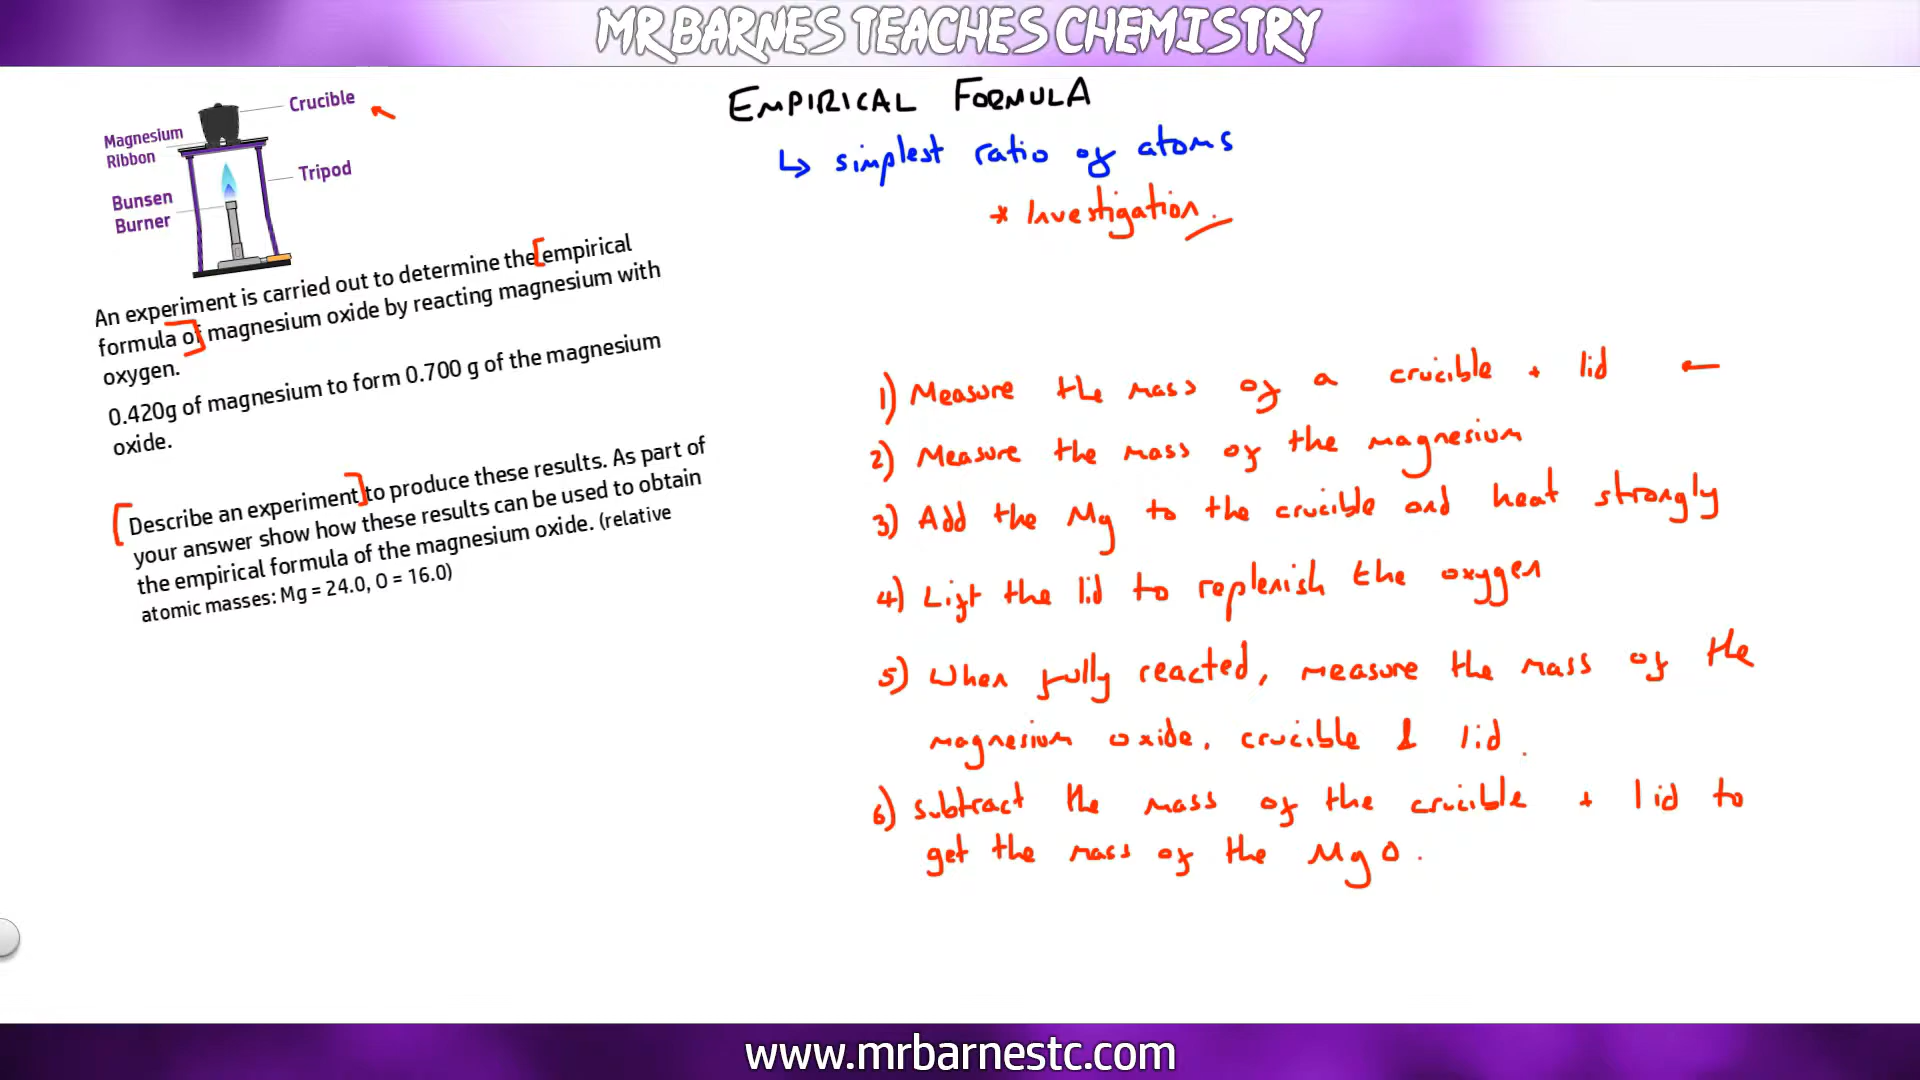 MR BARNES TEACHES CHEMISTRY
Crucible
Magnesium
Ribbon
Tripod
Bunsen
Burner
An experiment is carried out to determine the [empirical
formula of] magnesium oxide by reacting magnesium with
oxygen.
0.420g of magnesium to form 0.700 g of the magnesium
oxide.
[Describe an experiment] to produce these results. As part of
your answer show how these results can be used to obtain
the empirical formula of the magnesium oxide. (relative
atomic masses: Mg = 24.0, O = 16.0)
EMPIRICAL FORMULA
↳ simplest ratio of atoms
* Investigation.
1) Measure the mass of a crucible + lid
2) Measure the mass of the magnesium
3) Add the Mg to the crucible and heat strongly
4) Lift the lid to replenish the oxygen
5) When fully reacted, measure the mass of the
magnesium oxide, crucible & lid.
6) subtract the mass of the crucible + lid to
get the mass of the MgO.
www.mrbarnestc.com